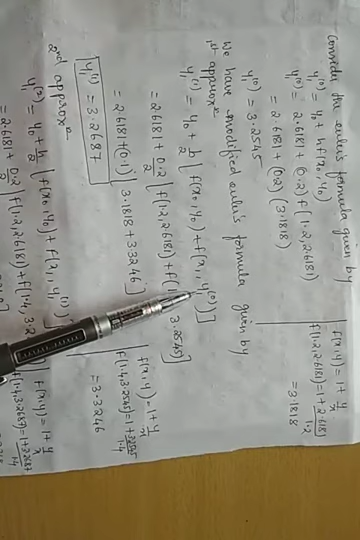 Consider the Euler's formula given by
y₁⁽⁰⁾ = y₀ + h f(x₀, y₀)
y₁⁽⁰⁾ = 2.6181 + 0.2 f(1.2, 2.6181)
= 2.6181 + (0.2) (3.1818)
y₁⁽⁰⁾ = 3.2545
f(x,y) = 1 + y/x
f(1.2, 2.6181) = 1 + 2.6181/1.2
= 3.1818
We have modified euler's formula given by
1st approxⁿ
y₁⁽¹⁾ = y₀ + h/2 [f(x₀, y₀) + f(x₁, y₁⁽⁰⁾)]
= 2.6181 + 0.2/2 [f(1.2, 2.6181) + f(1. 3.2545)]
= 2.6181 + (0.1) [3.1818 + 3.3246]
y₁⁽¹⁾ = 3.2687
f(x,y) = 1 + y/x
f(1.4, 3.2545) = 1 + 3.2545/1.4
= 3.3246
2nd approxⁿ
y₁⁽²⁾ = y₀ + h/2 [f(x₀, y₀) + f(x₁, y₁⁽¹⁾)]
= 2.6181 + 0.2/2 [f(1.2, 2.6181) + f(1.4, 3.2
f(x,y) = 1 + y/x
f(1.4, 3.2687) = 1 + 3.2687/1.4